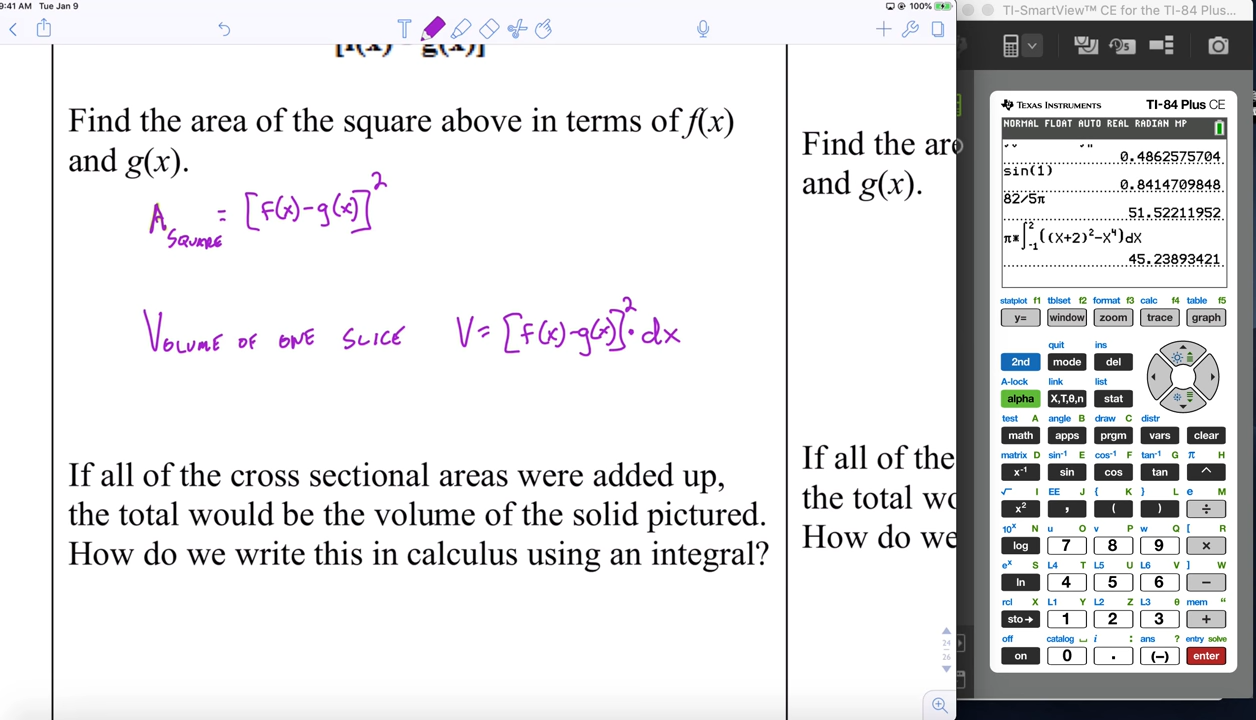 9:41 AM Tue Jan 9
100%
TI-SmartView™ CE for the TI-84 Plus...
[f(x) - g(x)]
Find the area of the square above in terms of f(x)
and g(x).
A SQUARE = [f(x)-g(x)]²
VOLUME OF ONE SLICE V = [f(x)-g(x)]²· dx
If all of the cross sectional areas were added up,
the total would be the volume of the solid pictured.
How do we write this in calculus using an integral?
Find the are
and g(x).
If all of the
the total wo
How do we
24
26
TEXAS INSTRUMENTS TI-84 Plus CE
NORMAL FLOAT AUTO REAL RADIAN MP
0.4862575704
sin(1)
0.8414709848
82/5π
51.52211952
π*∫²₋₁((X+2)²-X⁴)dX
45.23893421
statplot f1 tblset f2 format f3 calc f4 table f5
y= window zoom trace graph
quit ins
2nd mode del
A-lock link list
alpha X,T,θ,n stat
test A angle B draw C distr
math apps prgm vars clear
matrix D sin⁻¹ E cos⁻¹ F tan⁻¹ G π H
x⁻¹ sin cos tan ^
√ I EE J { K } L e M
x² , ( ) ÷
10ˣ N u O v P w Q [ R
log 7 8 9 ×
eˣ S L4 T L5 U L6 V ] W
ln 4 5 6 −
rcl X L1 Y L2 Z L3 θ mem "
sto→ 1 2 3 +
off catalog ⎵ i : ans ? entry solve
on 0 . (−) enter